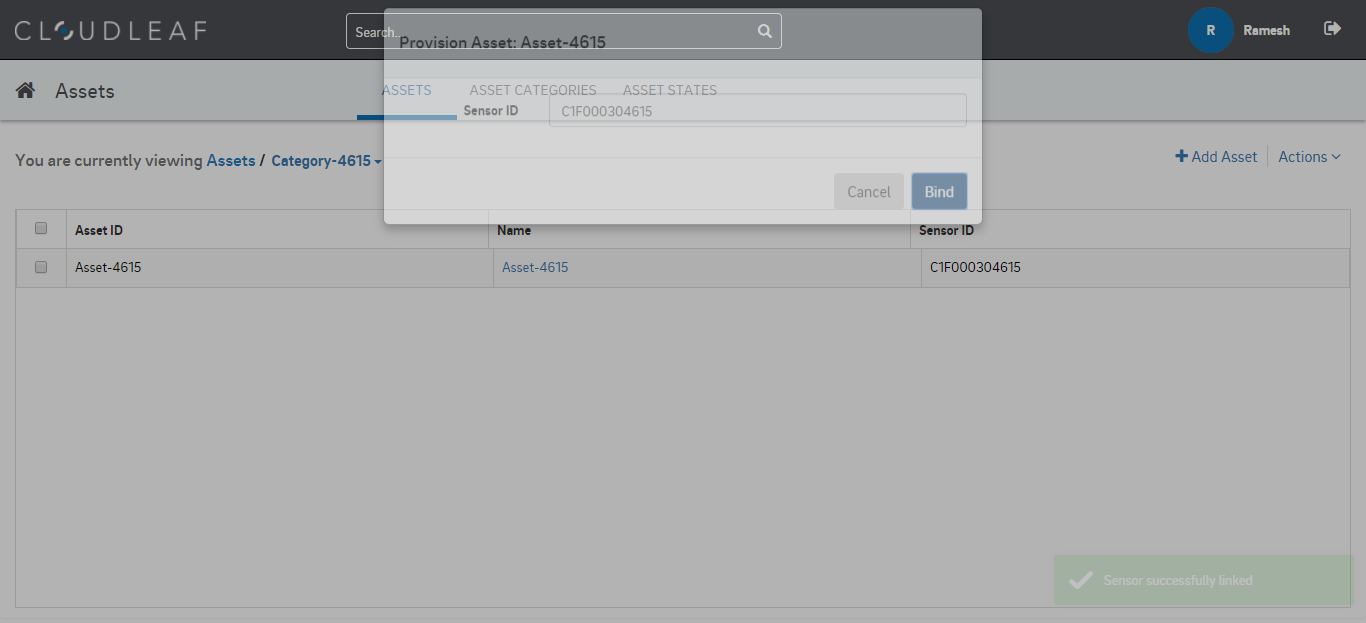 CLOUDLEAF
Search..
Provision Asset: Asset-4615
R
Ramesh
Assets
ASSETS
ASSET CATEGORIES
ASSET STATES
Sensor ID
C1F000304615
You are currently viewing Assets / Category-4615
Add Asset
Actions
Cancel
Bind
Asset ID
Name
Sensor ID
Asset-4615
Asset-4615
C1F000304615
Sensor successfully linked